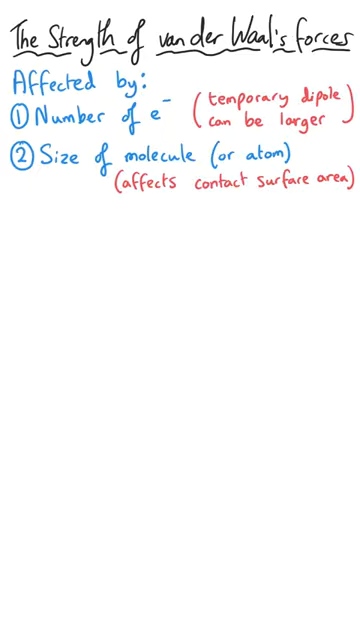 The Strength of van der Waal's forces
Affected by:
① Number of e⁻ (temporary dipole can be larger)
② Size of molecule (or atom)
(affects contact surface area)